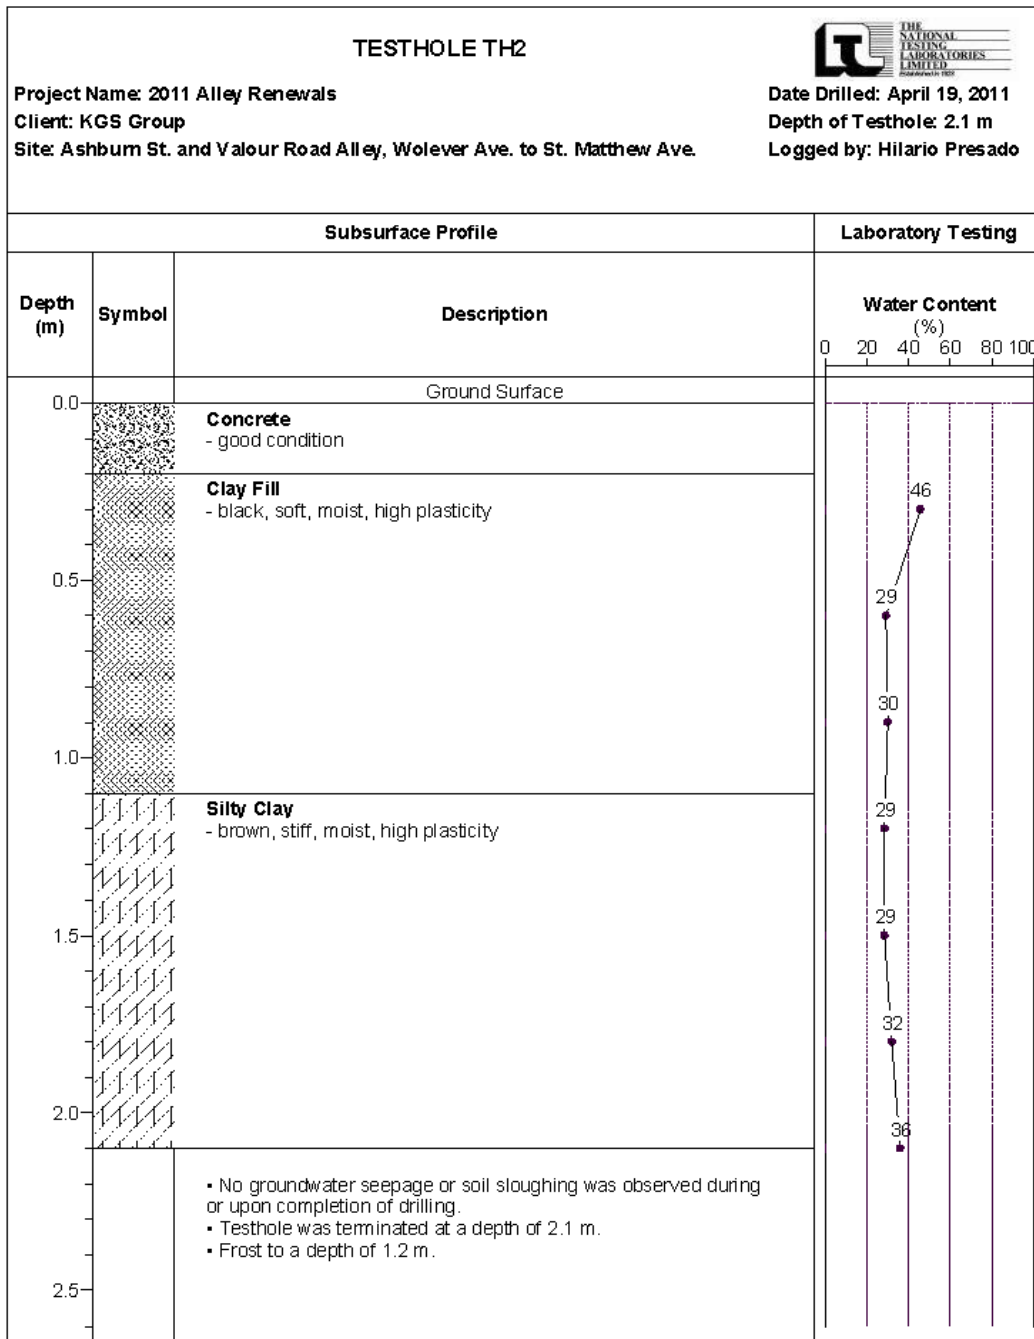 TESTHOLE TH2
THE
NATIONAL
TESTING
LABORATORIES
LIMITED
Established in 1923
Project Name: 2011 Alley Renewals
Date Drilled: April 19, 2011
Client: KGS Group
Depth of Testhole: 2.1 m
Site: Ashburn St. and Valour Road Alley, Wolever Ave. to St. Matthew Ave.
Logged by: Hilario Presado
Subsurface Profile
Laboratory Testing
Depth
(m)
Symbol
Description
Water Content
(%)
0 20 40 60 80 100
Ground Surface
0.0
Concrete
- good condition
Clay Fill
- black, soft, moist, high plasticity
46
0.5
29
30
1.0
Silty Clay
- brown, stiff, moist, high plasticity
29
1.5
29
32
2.0
36
• No groundwater seepage or soil sloughing was observed during
or upon completion of drilling.
• Testhole was terminated at a depth of 2.1 m.
• Frost to a depth of 1.2 m.
2.5